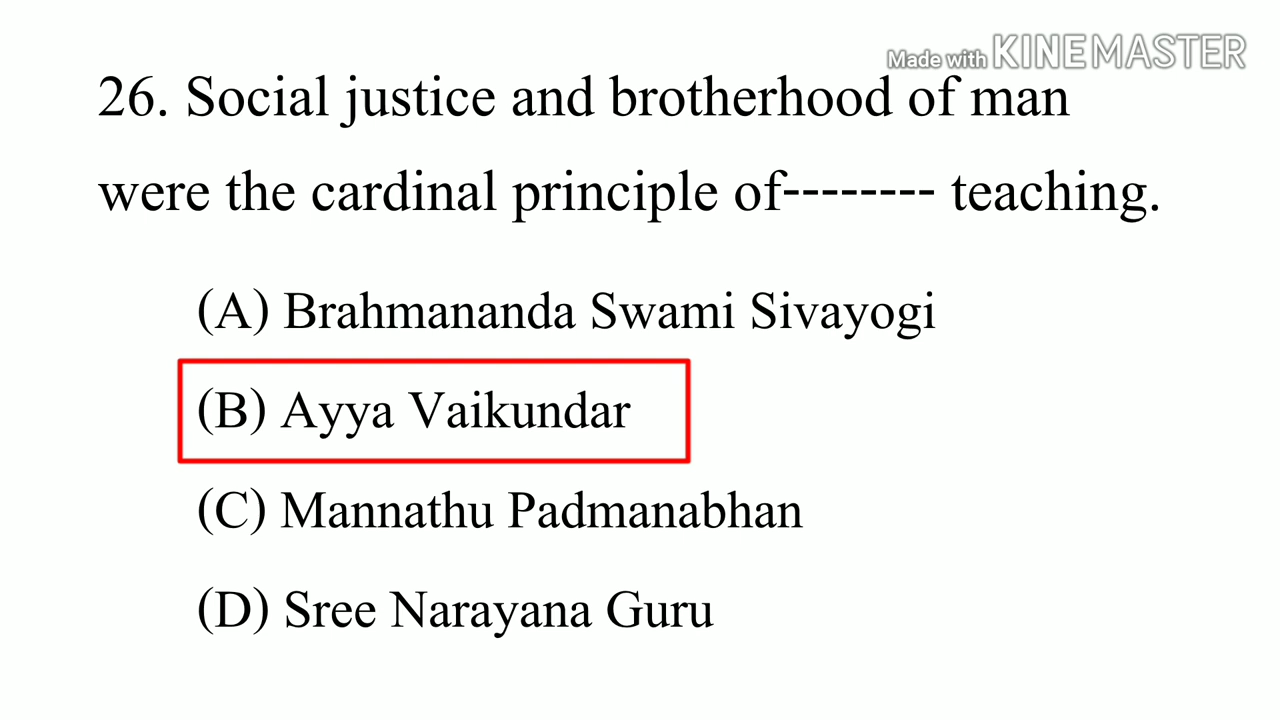 Made with KINEMASTER
26. Social justice and brotherhood of man
were the cardinal principle of-------- teaching.
(A) Brahmananda Swami Sivayogi
(B) Ayya Vaikundar
(C) Mannathu Padmanabhan
(D) Sree Narayana Guru